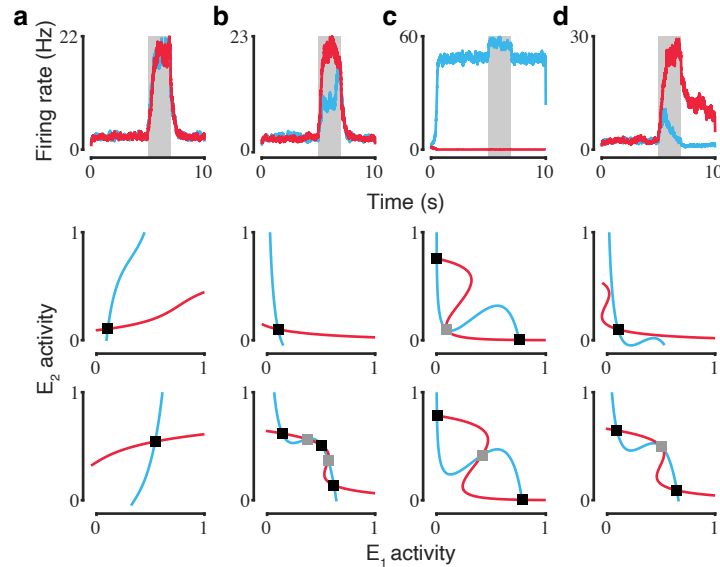 a b c d
Firing rate (Hz)
22 23 60 30
0 0 0 0
0 10 0 10 0 10 0 10
Time (s)
E2 activity
1 1 1 1
0 0 0 0
0 1 0 1 0 1 0 1
1 1 1 1
0 0 0 0
0 1 0 1 0 1 0 1
E1 activity